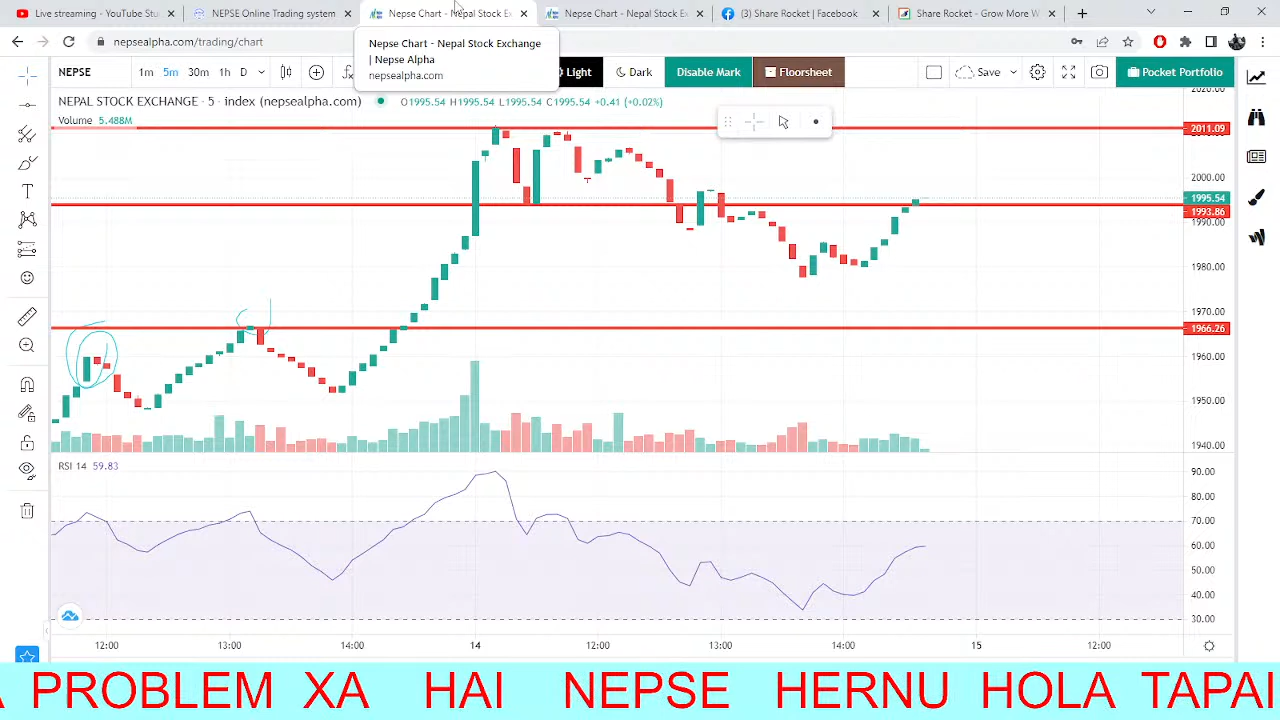 Live streaming - YouTube Stu
NEPSE Online Trading system
Nepse Chart - Nepal Stock Ex
Nepse Chart - Nepal Stock Ex
(3) Share Rocket | Facebook
Share Rocket - Grow More W
nepsealpha.com/trading/chart
Nepse Chart - Nepal Stock Exchange
| Nepse Alpha
nepsealpha.com
NEPSE
1m 5m 30m 1h D
Light
Dark
Disable Mark
Floorsheet
Save
Pocket Portfolio
NEPAL STOCK EXCHANGE · 5 · index (nepsealpha.com)
O1995.54 H1995.54 L1995.54 C1995.54 +0.41 (+0.02%)
Volume 5.488M
2020.00
2011.09
2000.00
1995.54
1993.86
1990.00
1980.00
1970.00
1966.26
1960.00
1950.00
1940.00
RSI 14 59.83
90.00
80.00
70.00
60.00
50.00
40.00
30.00
12:00 13:00 14:00 14 12:00 13:00 14:00 15 12:00
PROBLEM XA HAI NEPSE HERNU HOLA TAPAI